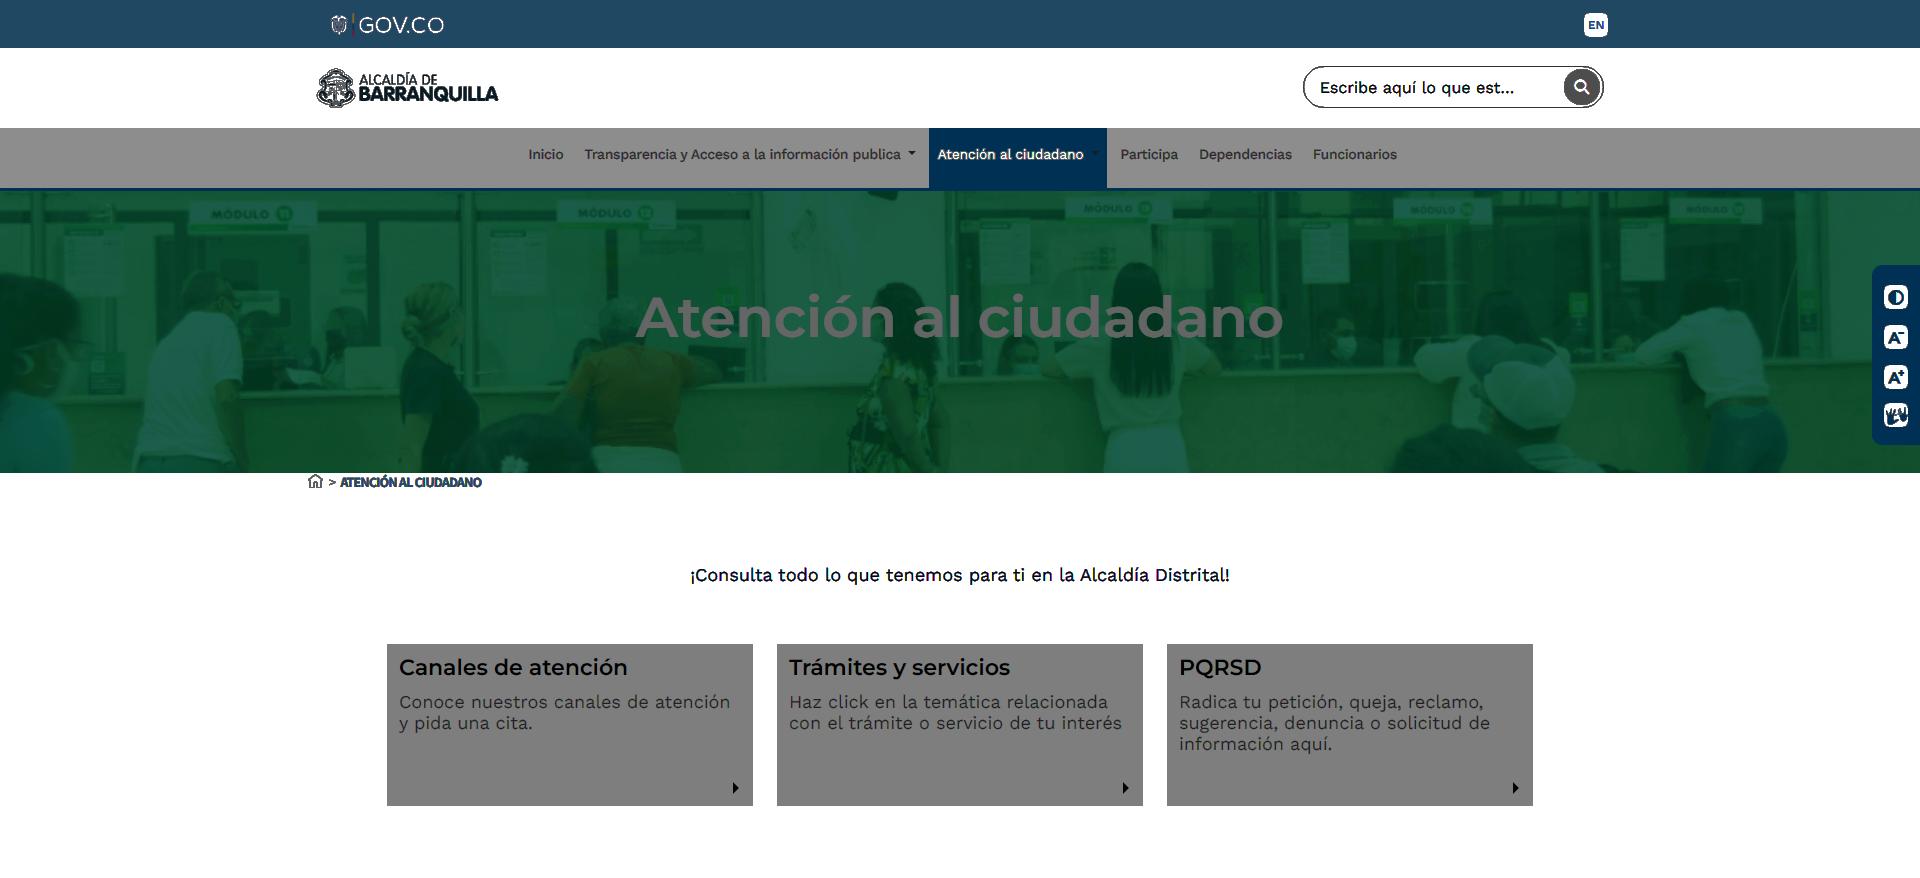 GOV.CO
EN
ALCALDÍA DE
BARRANQUILLA
Escribe aquí lo que est...
Inicio Transparencia y Acceso a la información publica Atención al ciudadano Participa Dependencias Funcionarios
MÓDULO 11 MÓDULO 12 MÓDULO MÓDULO MÓDULO
Atención al ciudadano
A-
A+
> ATENCIÓN AL CIUDADANO
¡Consulta todo lo que tenemos para ti en la Alcaldía Distrital!
Canales de atención
Conoce nuestros canales de atención
y pida una cita.
Trámites y servicios
Haz click en la temática relacionada
con el trámite o servicio de tu interés
PQRSD
Radica tu petición, queja, reclamo,
sugerencia, denuncia o solicitud de
información aquí.